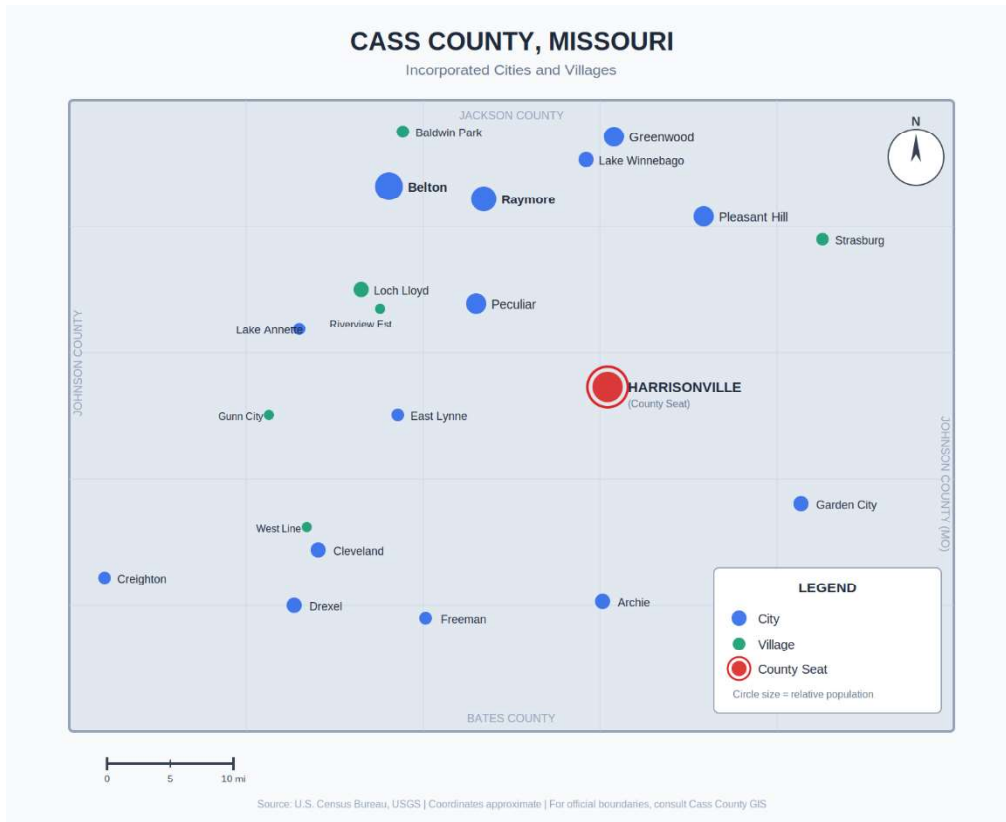 CASS COUNTY, MISSOURI
Incorporated Cities and Villages
JACKSON COUNTY
N
Baldwin Park
Greenwood
Lake Winnebago
Belton
Raymore
Pleasant Hill
Strasburg
Loch Lloyd
Peculiar
Riverview Est.
Lake Annette
JOHNSON COUNTY
HARRISONVILLE
(County Seat)
Gunn City
East Lynne
JOHNSON COUNTY (MO)
Garden City
West Line
Cleveland
Creighton
Drexel
Freeman
Archie
LEGEND
City
Village
County Seat
Circle size = relative population
BATES COUNTY
0 5 10 mi
Source: U.S. Census Bureau, USGS | Coordinates approximate | For official boundaries, consult Cass County GIS